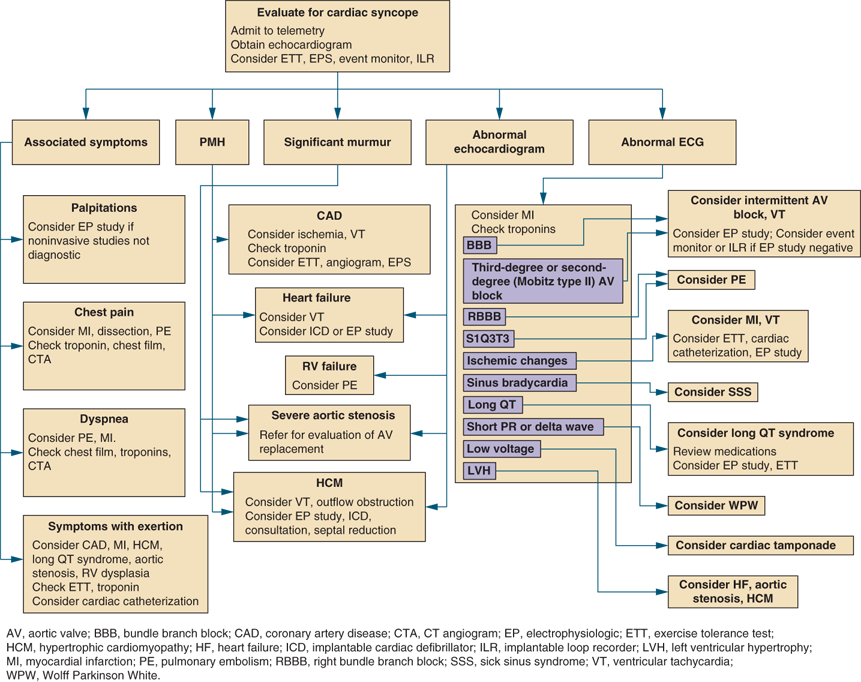 Evaluate for cardiac syncope
Admit to telemetry
Obtain echocardiogram
Consider ETT, EPS, event monitor, ILR
Associated symptoms
PMH
Significant murmur
Abnormal
echocardiogram
Abnormal ECG
Palpitations
Consider EP study if
noninvasive studies not
diagnostic
Chest pain
Consider MI, dissection, PE
Check troponin, chest film,
CTA
Dyspnea
Consider PE, MI.
Check chest film, troponins,
CTA
Symptoms with exertion
Consider CAD, MI, HCM,
long QT syndrome, aortic
stenosis, RV dysplasia
Check ETT, troponin
Consider cardiac catheterization
CAD
Consider ischemia, VT
Check troponin
Consider ETT, angiogram, EPS
Heart failure
Consider VT
Consider ICD or EP study
RV failure
Consider PE
Severe aortic stenosis
Refer for evaluation of AV
replacement
HCM
Consider VT, outflow obstruction
Consider EP study, ICD,
consultation, septal reduction
Consider MI
Check troponins
BBB
Third-degree or second-
degree (Mobitz type II) AV
block
RBBB
S1Q3T3
Ischemic changes
Sinus bradycardia
Long QT
Short PR or delta wave
Low voltage
LVH
Consider intermittent AV
block, VT
Consider EP study; Consider event
monitor or ILR if EP study negative
Consider PE
Consider MI, VT
Consider ETT, cardiac
catheterization, EP study
Consider SSS
Consider long QT syndrome
Review medications
Consider EP study, ETT
Consider WPW
Consider cardiac tamponade
Consider HF, aortic
stenosis, HCM
AV, aortic valve; BBB, bundle branch block; CAD, coronary artery disease; CTA, CT angiogram; EP, electrophysiologic; ETT, exercise tolerance test;
HCM, hypertrophic cardiomyopathy; HF, heart failure; ICD, implantable cardiac defibrillator; ILR, implantable loop recorder; LVH, left ventricular hypertrophy;
MI, myocardial infarction; PE, pulmonary embolism; RBBB, right bundle branch block; SSS, sick sinus syndrome; VT, ventricular tachycardia;
WPW, Wolff Parkinson White.